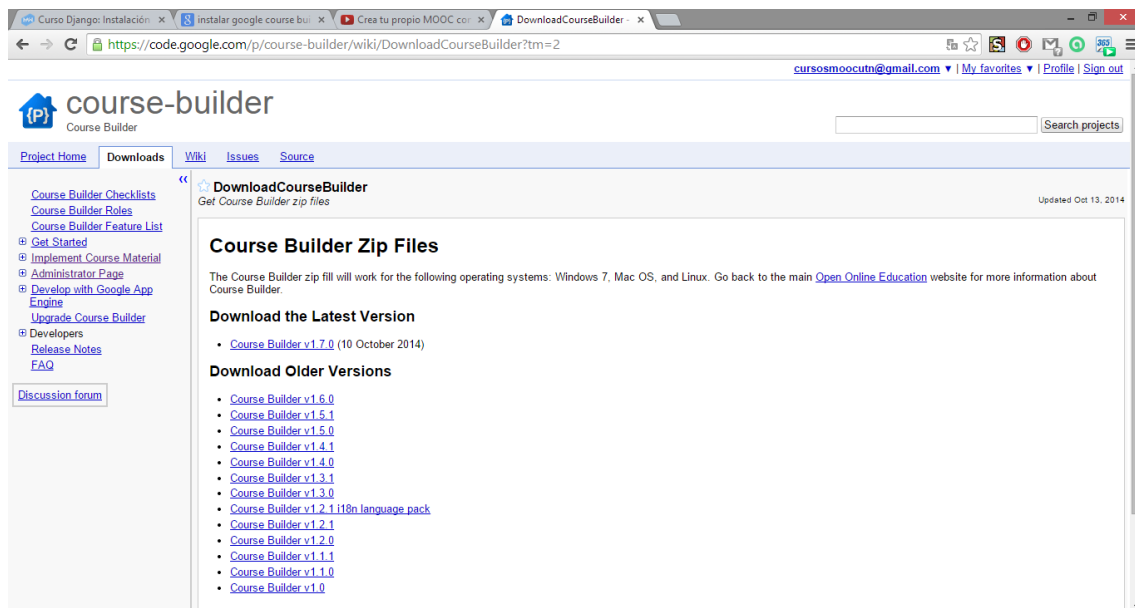 Curso Django: Instalación
instalar google course bui
Crea tu propio MOOC con
DownloadCourseBuilder -
https://code.google.com/p/course-builder/wiki/DownloadCourseBuilder?tm=2
365
cursosmoocutn@gmail.com ▼ | My favorites ▼ | Profile | Sign out
{P}
course-builder
Course Builder
Search projects
Project Home Downloads Wiki Issues Source
Course Builder Checklists
Course Builder Roles
Course Builder Feature List
Get Started
Implement Course Material
Administrator Page
Develop with Google App
Engine
Upgrade Course Builder
Developers
Release Notes
FAQ
Discussion forum
DownloadCourseBuilder
Get Course Builder zip files
Updated Oct 13, 2014
Course Builder Zip Files
The Course Builder zip fill will work for the following operating systems: Windows 7, Mac OS, and Linux. Go back to the main Open Online Education website for more information about
Course Builder.
Download the Latest Version
• Course Builder v1.7.0 (10 October 2014)
Download Older Versions
• Course Builder v1.6.0
• Course Builder v1.5.1
• Course Builder v1.5.0
• Course Builder v1.4.1
• Course Builder v1.4.0
• Course Builder v1.3.1
• Course Builder v1.3.0
• Course Builder v1.2.1 i18n language pack
• Course Builder v1.2.1
• Course Builder v1.2.0
• Course Builder v1.1.1
• Course Builder v1.1.0
• Course Builder v1.0